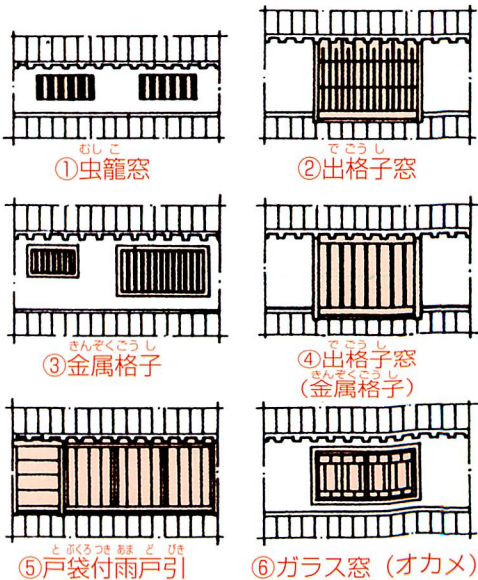 むしこ
①虫籠窓
でごうし
②出格子窓
きんぞくごうし
③金属格子
でごうし
④出格子窓
きんぞくごうし
(金属格子)
とぶくろつきあまどびき
⑤戸袋付雨戸引
⑥ガラス窓(オカメ)